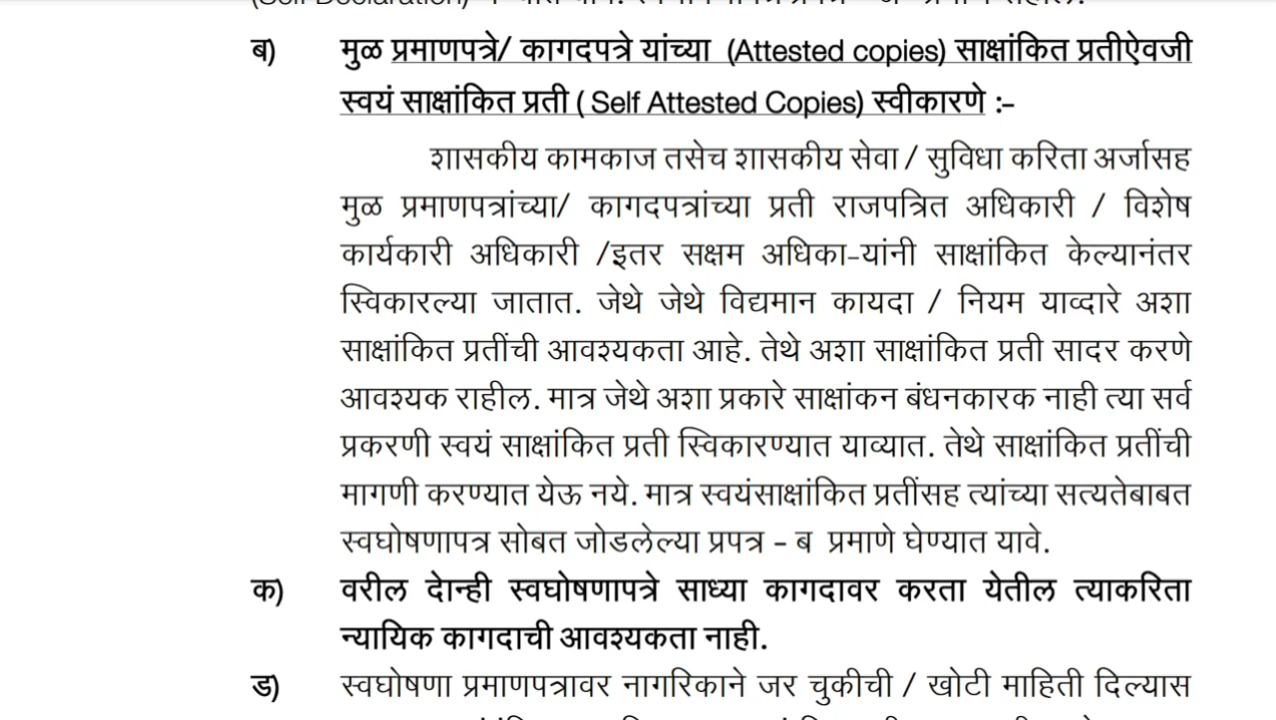 (Self Declaration)
ब) मुळ प्रमाणपत्रे/ कागदपत्रे यांच्या (Attested copies) साक्षांकित प्रतीऐवजी
स्वयं साक्षांकित प्रती ( Self Attested Copies) स्वीकारणे :-
शासकीय कामकाज तसेच शासकीय सेवा / सुविधा करिता अर्जासह
मुळ प्रमाणपत्रांच्या/ कागदपत्रांच्या प्रती राजपत्रित अधिकारी / विशेष
कार्यकारी अधिकारी /इतर सक्षम अधिका-यांनी साक्षांकित केल्यानंतर
स्विकारल्या जातात. जेथे जेथे विद्यमान कायदा / नियम याव्दारे अशा
साक्षांकित प्रतींची आवश्यकता आहे. तेथे अशा साक्षांकित प्रती सादर करणे
आवश्यक राहील. मात्र जेथे अशा प्रकारे साक्षांकन बंधनकारक नाही त्या सर्व
प्रकरणी स्वयं साक्षांकित प्रती स्विकारण्यात याव्यात. तेथे साक्षांकित प्रतींची
मागणी करण्यात येऊ नये. मात्र स्वयंसाक्षांकित प्रतींसह त्यांच्या सत्यतेबाबत
स्वघोषणापत्र सोबत जोडलेल्या प्रपत्र - ब प्रमाणे घेण्यात यावे.
क) वरील दोन्ही स्वघोषणापत्रे साध्या कागदावर करता येतील त्याकरिता
न्यायिक कागदाची आवश्यकता नाही.
ड) स्वघोषणा प्रमाणपत्रावर नागरिकाने जर चुकीची / खोटी माहिती दिल्यास